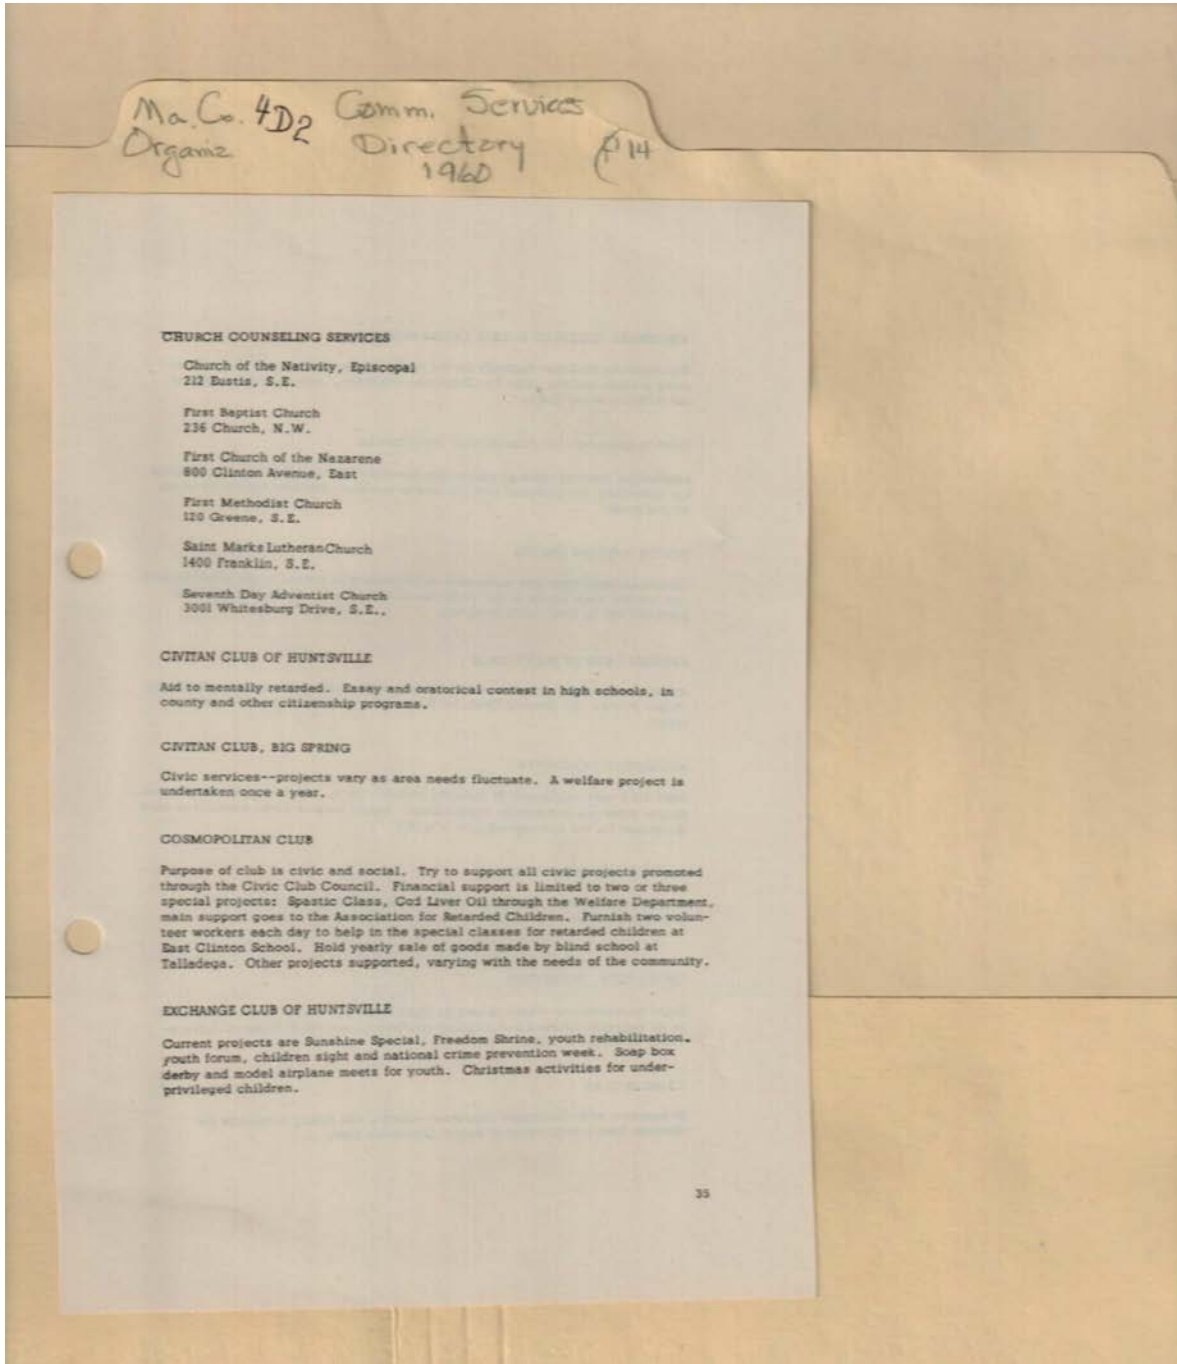 Ma. Co. 4D2 Comm. Services
Organiz Directory p 14
1960
CHURCH COUNSELING SERVICES
Church of the Nativity, Episcopal
212 Eustis, S.E.
First Baptist Church
236 Church, N.W.
First Church of the Nazarene
800 Clinton Avenue, East
First Methodist Church
120 Greene, S.E.
Saint Marks Lutheran Church
1400 Franklin, S.E.
Seventh Day Adventist Church
3001 Whitesburg Drive, S.E.,
CIVITAN CLUB OF HUNTSVILLE
Aid to mentally retarded. Essay and oratorical contest in high schools, in
county and other citizenship programs.
CIVITAN CLUB, BIG SPRING
Civic services--projects vary as area needs fluctuate. A welfare project is
undertaken once a year.
COSMOPOLITAN CLUB
Purpose of club is civic and social. Try to support all civic projects promoted
through the Civic Club Council. Financial support is limited to two or three
special projects: Spastic Class, Cod Liver Oil through the Welfare Department,
main support goes to the Association for Retarded Children. Furnish two volun-
teer workers each day to help in the special classes for retarded children at
East Clinton School. Hold yearly sale of goods made by blind school at
Talladega. Other projects supported, varying with the needs of the community.
EXCHANGE CLUB OF HUNTSVILLE
Current projects are Sunshine Special, Freedom Shrine, youth rehabilitation,
youth forum, children sight and national crime prevention week. Soap box
derby and model airplane meets for youth. Christmas activities for under-
privileged children.
35